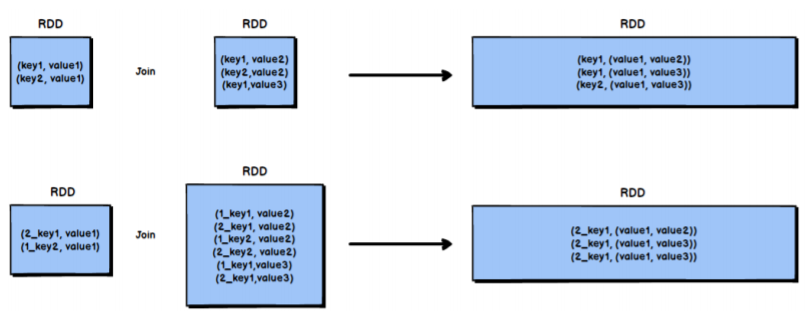 RDD
RDD
RDD
(key1, value1)
(key2, value1)
Join
(key1, value2)
(key2,value2)
(key1,value3)
(key1, (value1, value2))
(key1, (value1, value3))
(key2, (value1, value3))
RDD
RDD
RDD
(2_key1, value1)
(1_key2, value1)
Join
(1_key1, value2)
(2_key1, value2)
(1_key2, value2)
(2_key2, value2)
(1_key1,value3)
(2_key1,value3)
(2_key1, (value1, value2))
(2_key1, (value1, value3))
(2_key1, (value1, value3))